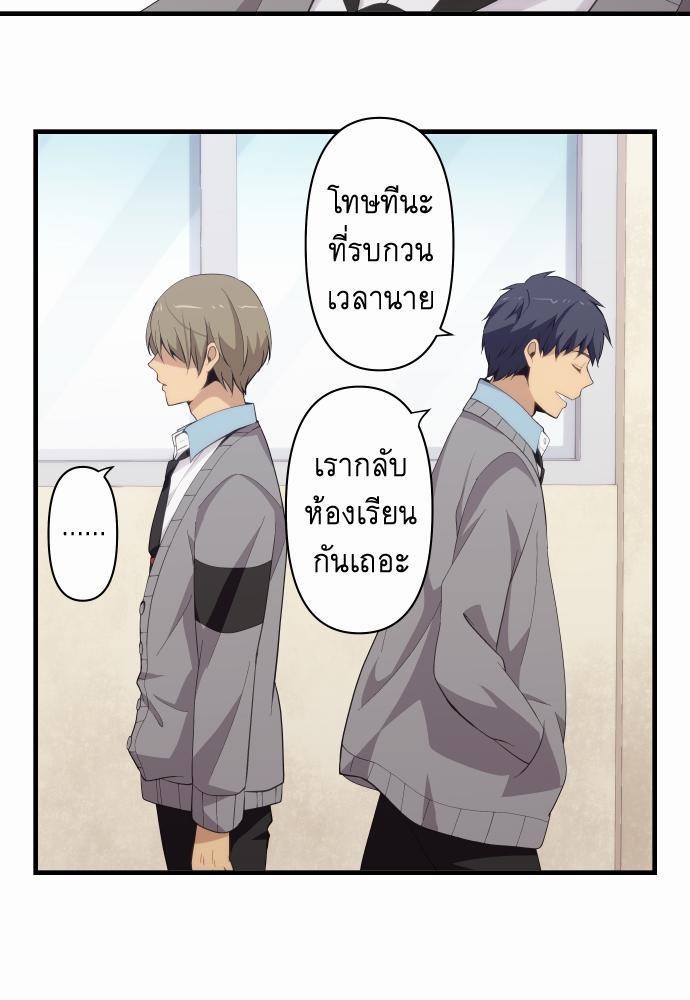 โทษทีนะ
ที่รบกวน
เวลานาย
เรากลับ
ห้องเรียน
กันเถอะ
......